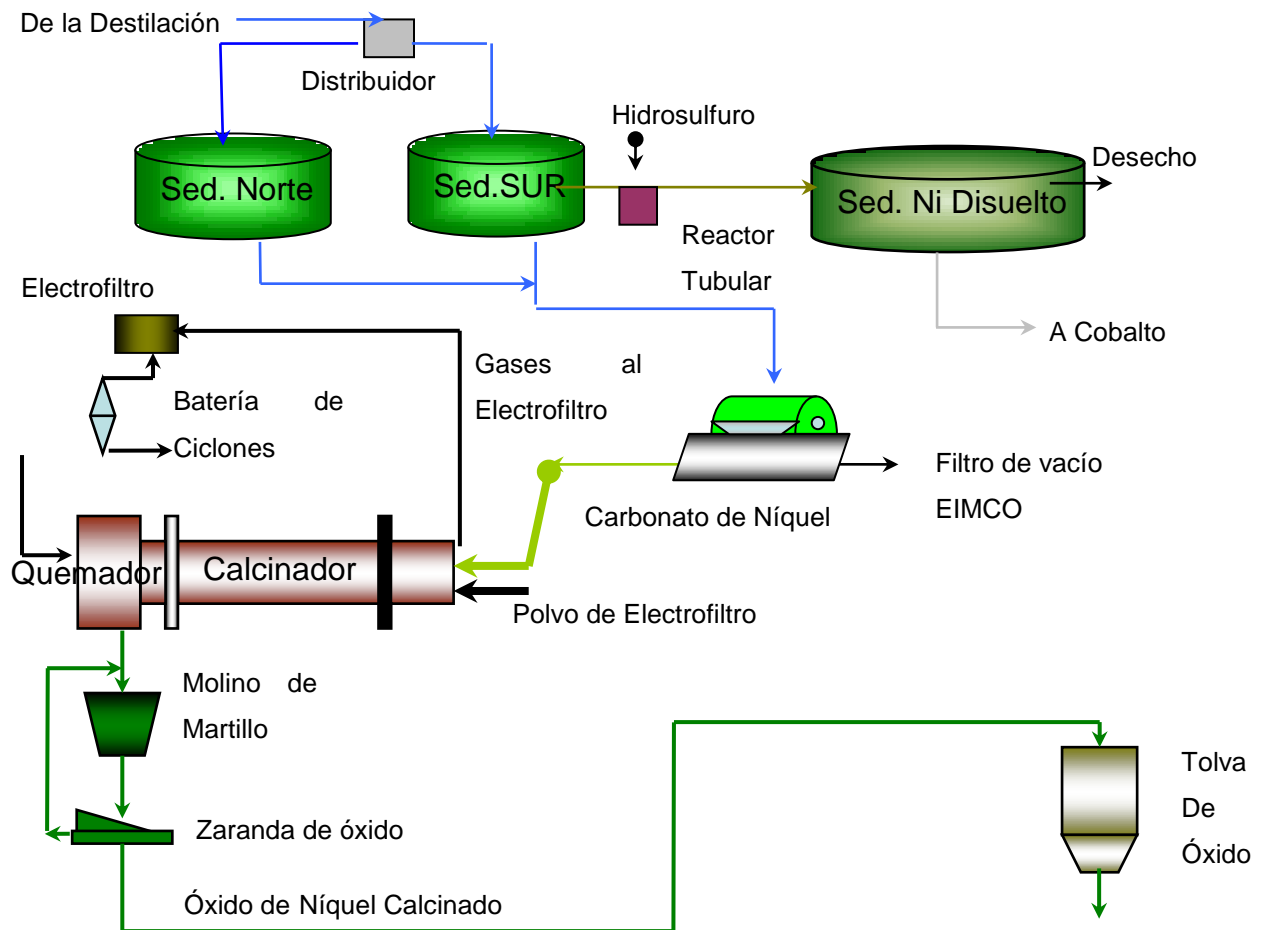 De la Destilación
Distribuidor
Hidrosulfuro
Desecho
Sed. Norte
Sed.SUR
Sed. Ni Disuelto
Reactor
Tubular
Electrofiltro
A Cobalto
Gases al
Electrofiltro
Batería de
Ciclones
Filtro de vacío
EIMCO
Carbonato de Níquel
Quemador
Calcinador
Polvo de Electrofiltro
Molino de
Martillo
Tolva
De
Óxido
Zaranda de óxido
Óxido de Níquel Calcinado